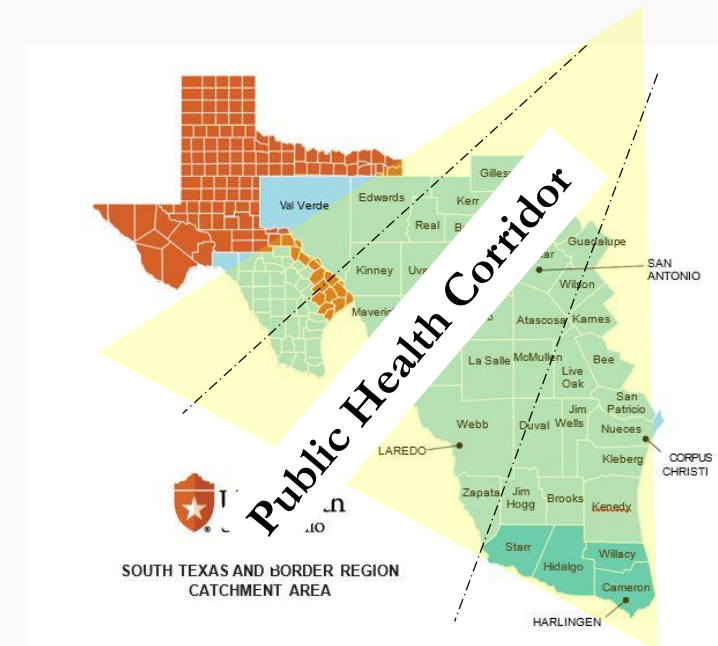 Public Health Corridor
Gilles
Val Verde
Edwards
Kerr
Real
Guadalupe
SAN
ANTONIO
Kinney
Wilson
Atascosa
Karnes
La Salle
McMullen
Bee
Live
Oak
San
Patricio
Jim
Wells
Webb
Duval
Nueces
LAREDO
Kleberg
CORPUS
CHRISTI
Zapata
Jim
Hogg
Brooks
Kenedy
Starr
Willacy
Hidalgo
Cameron
HARLINGEN
SOUTH TEXAS AND BORDER REGION
CATCHMENT AREA